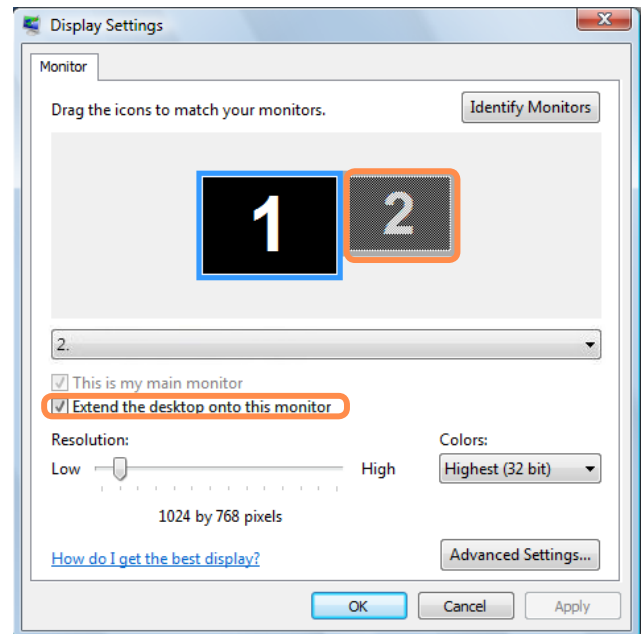 Display Settings
Monitor
Drag the icons to match your monitors.
Identify Monitors
1
2
2.
This is my main monitor
Extend the desktop onto this monitor
Resolution:
Colors:
Low
High
Highest (32 bit)
1024 by 768 pixels
How do I get the best display?
Advanced Settings...
OK
Cancel
Apply